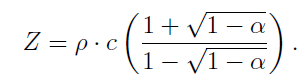 Z = ρ · c ( (1 + √(1 − α)) / (1 − √(1 − α)) ) .